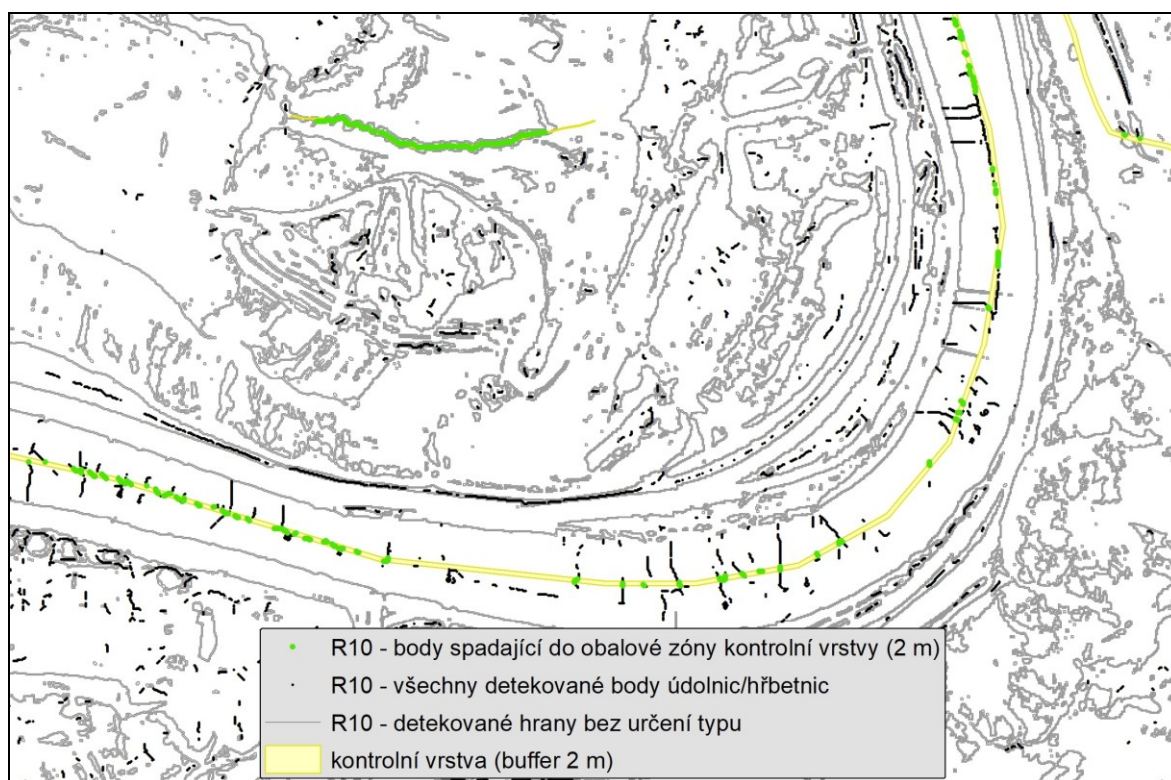 R10 - body spadající do obalové zóny kontrolní vrstvy (2 m)
R10 - všechny detekované body údolnic/hřbetnic
R10 - detekované hrany bez určení typu
kontrolní vrstva (buffer 2 m)